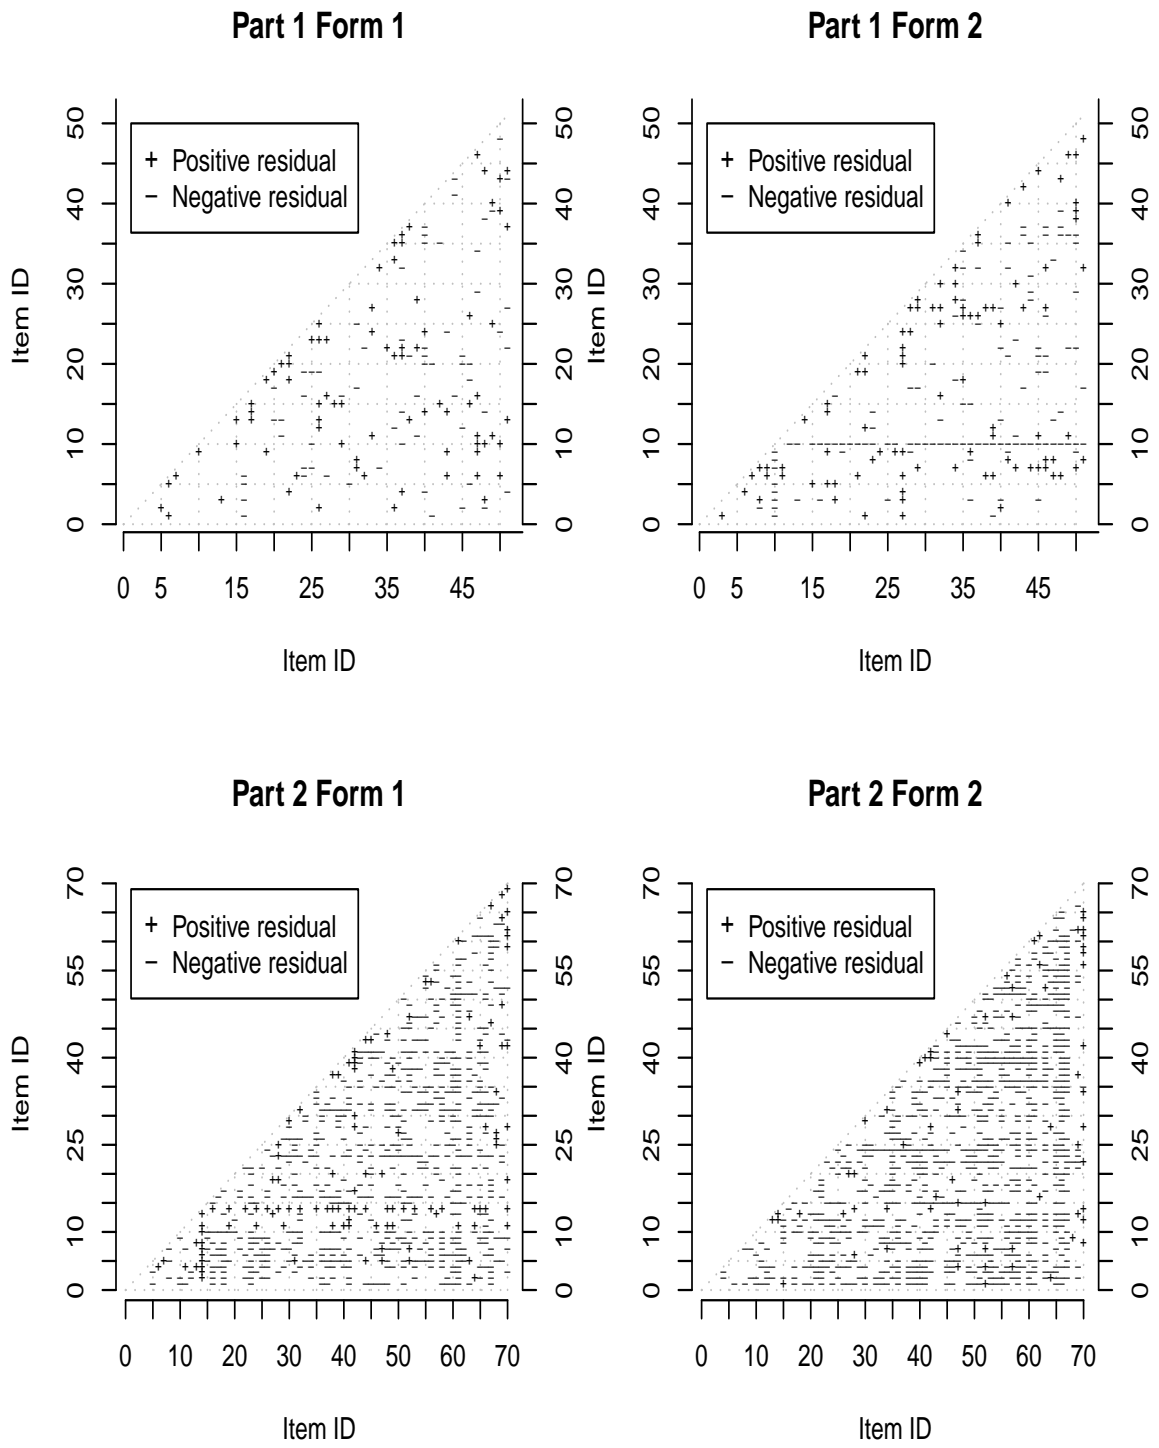 Part 1 Form 1
Part 1 Form 2
+ Positive residual
− Negative residual
+ Positive residual
− Negative residual
0 10 20 30 40 50
0 10 20 30 40 50
0 10 20 30 40 50
0 10 20 30 40 50
Item ID
Item ID
Item ID
0 5 15 25 35 45
0 5 15 25 35 45
Item ID
Item ID
Part 2 Form 1
Part 2 Form 2
+ Positive residual
− Negative residual
+ Positive residual
− Negative residual
0 10 25 40 55 70
0 10 25 40 55 70
0 10 25 40 55 70
0 10 25 40 55 70
Item ID
Item ID
0 10 20 30 40 50 60 70
0 10 20 30 40 50 60 70
Item ID
Item ID